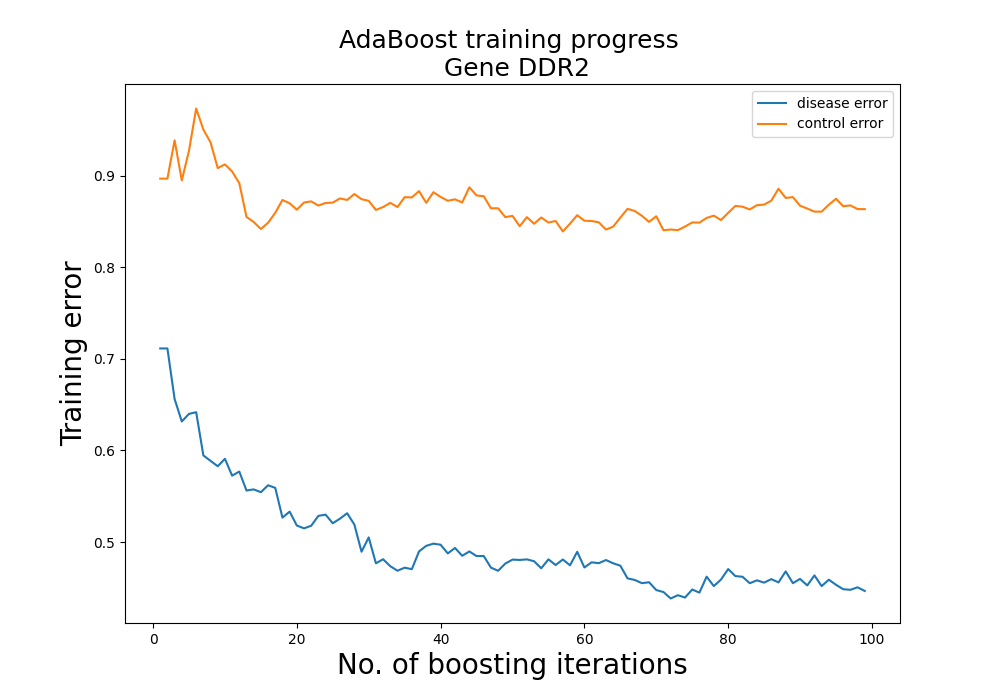 AdaBoost training progress
Gene DDR2
disease error
control error
Training error
0.9
0.8
0.7
0.6
0.5
0
20
40
60
80
100
No. of boosting iterations